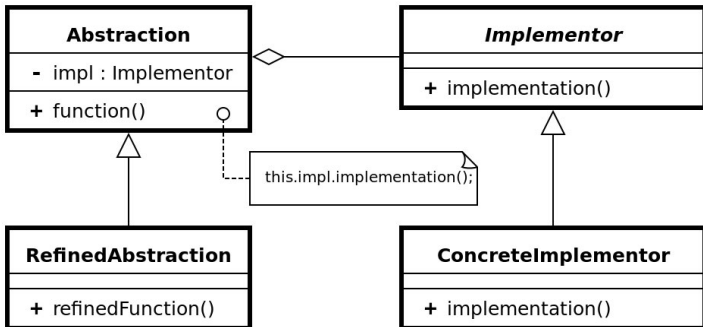 Abstraction
- impl : Implementor
+ function()
Implementor
+ implementation()
this.impl.implementation();
RefinedAbstraction
+ refinedFunction()
ConcreteImplementor
+ implementation()